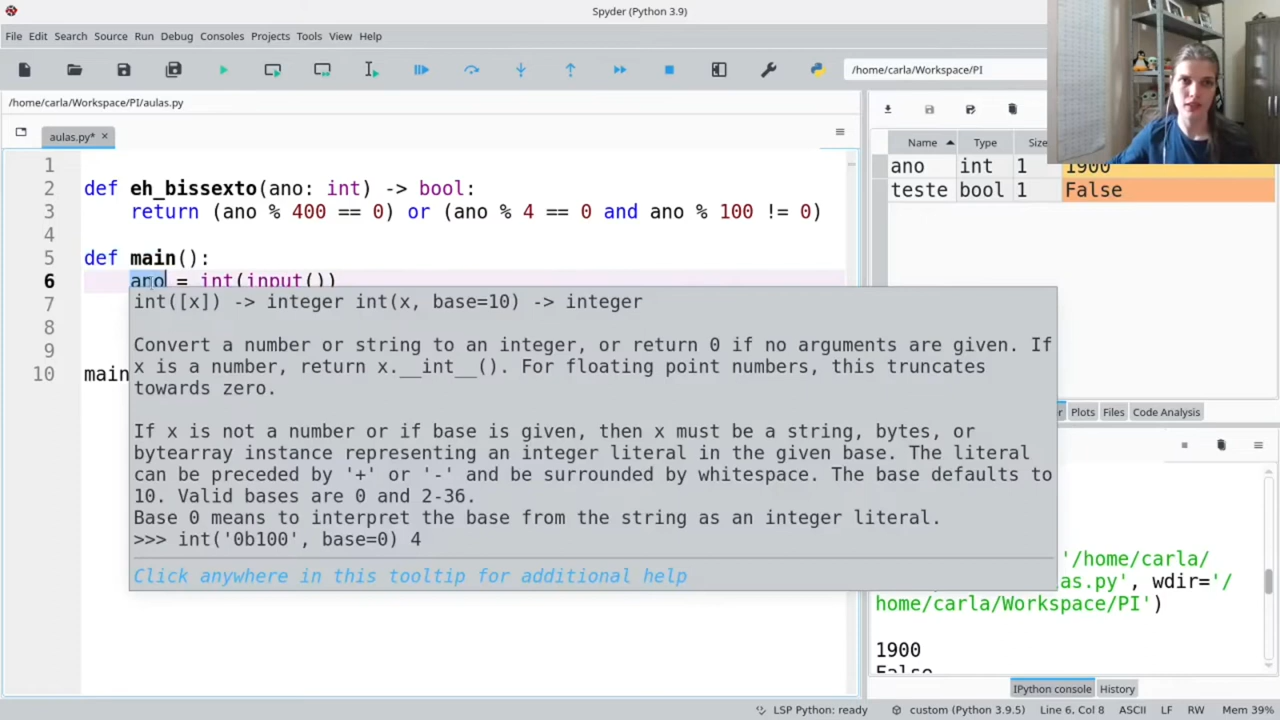 Spyder (Python 3.9)
File Edit Search Source Run Debug Consoles Projects Tools View Help
/home/carla/Workspace/PI
/home/carla/Workspace/PI/aulas.py
aulas.py*
1
2 def eh_bissexto(ano: int) -> bool:
3 return (ano % 400 == 0) or (ano % 4 == 0 and ano % 100 != 0)
4
5 def main():
6 ano = int(input())
7
8
9
10 main
int([x]) -> integer int(x, base=10) -> integer
Convert a number or string to an integer, or return 0 if no arguments are given. If
x is a number, return x.__int__(). For floating point numbers, this truncates
towards zero.
If x is not a number or if base is given, then x must be a string, bytes, or
bytearray instance representing an integer literal in the given base. The literal
can be preceded by '+' or '-' and be surrounded by whitespace. The base defaults to
10. Valid bases are 0 and 2-36.
Base 0 means to interpret the base from the string as an integer literal.
>>> int('0b100', base=0) 4
Click anywhere in this tooltip for additional help
Name Type Size
ano int 1 1900
teste bool 1 False
r Plots Files Code Analysis
'/home/carla/
as.py', wdir='/
home/carla/Workspace/PI')
1900
False
IPython console History
LSP Python: ready custom (Python 3.9.5) Line 6, Col 8 ASCII LF RW Mem 39%